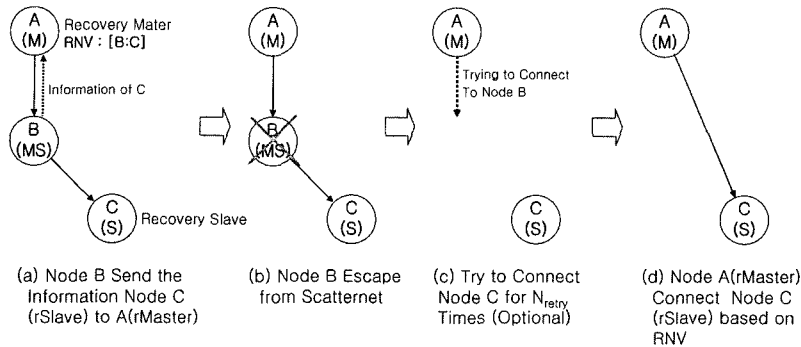 A
(M)
Recovery Mater
RNV : [B:C]
Information of C
B
(MS)
C
(S)
Recovery Slave
(a) Node B Send the
Information Node C
(rSlave) to A(rMaster)
A
(M)
B
(MS)
C
(S)
(b) Node B Escape
from Scatternet
A
(M)
Trying to Connect
To Node B
C
(S)
(c) Try to Connect
Node C for Nretry
Times (Optional)
A
(M)
C
(S)
(d) Node A(rMaster)
Connect Node C
(rSlave) based on
RNV